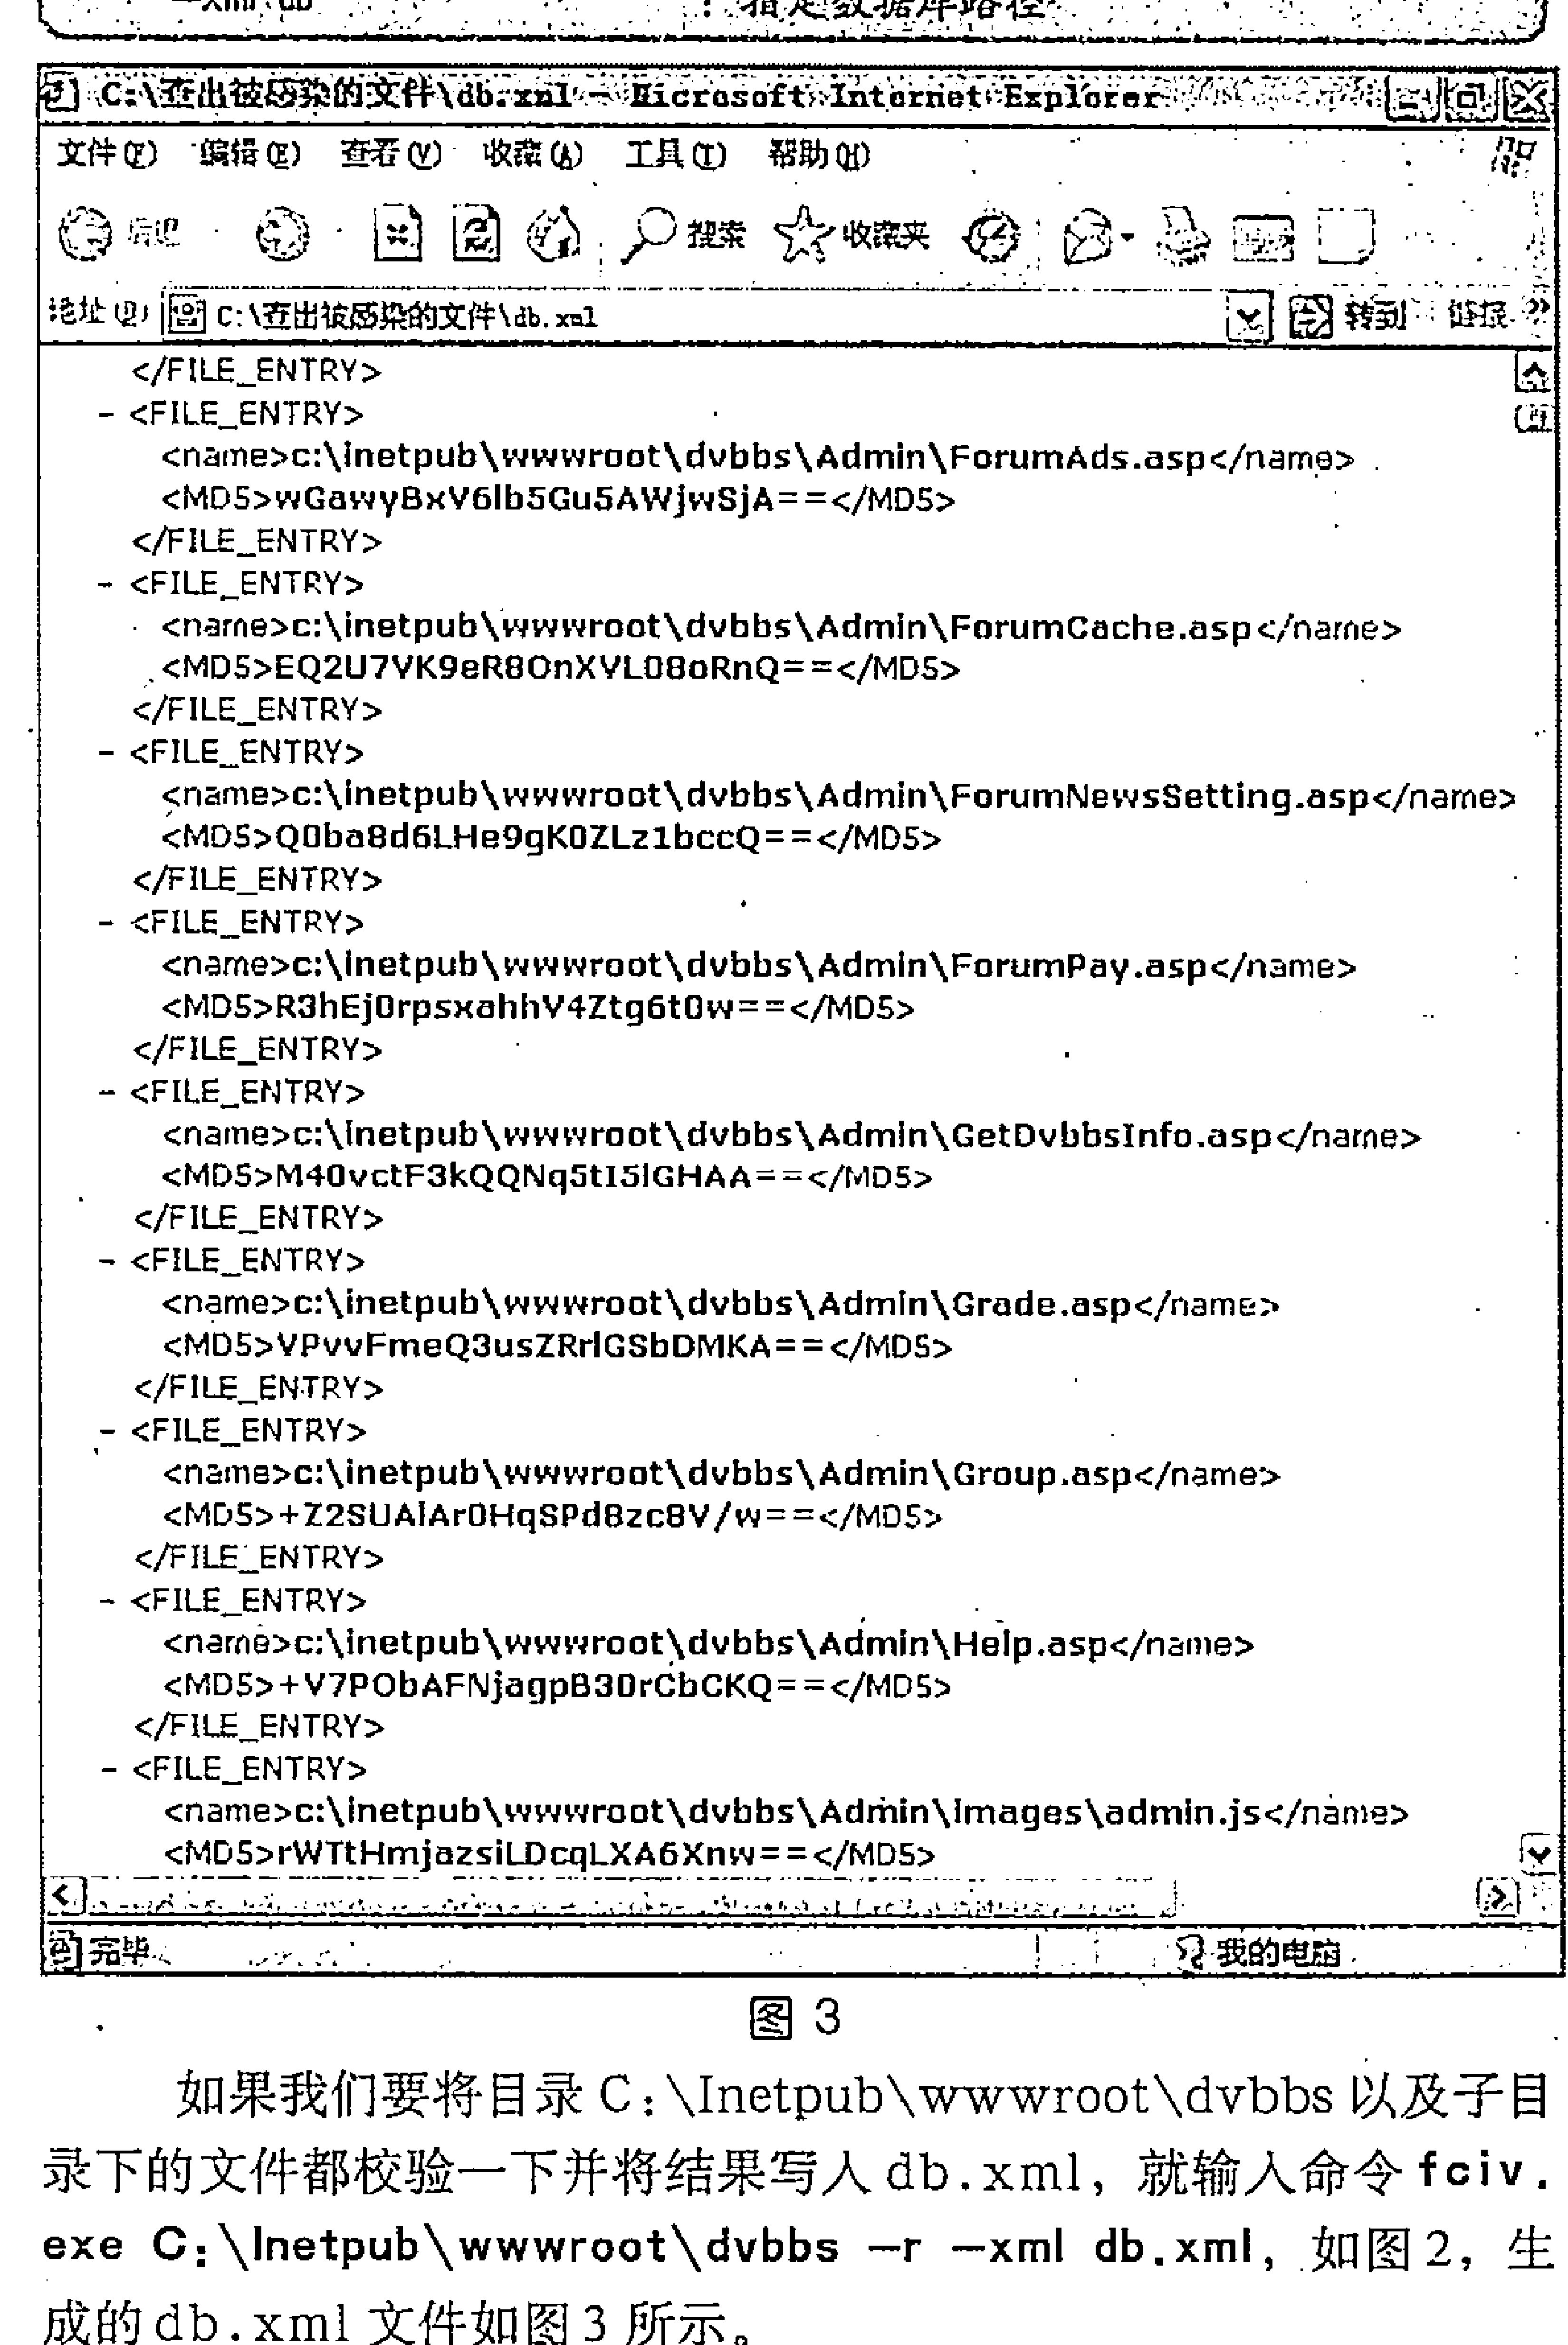 -xml db : 指定数据库路径
C:\查出被感染的文件\db.xml - Microsoft Internet Explorer
文件(F) 编辑(E) 查看(V) 收藏(A) 工具(T) 帮助(H)
后退 搜索 收藏夹
地址(D) C:\查出被感染的文件\db.xml 转到 链接 »
</FILE_ENTRY>
- <FILE_ENTRY>
<name>c:\inetpub\wwwroot\dvbbs\Admin\ForumAds.asp</name>
<MD5>wGawyBxV6lb5Gu5AWjwSjA==</MD5>
</FILE_ENTRY>
- <FILE_ENTRY>
<name>c:\inetpub\wwwroot\dvbbs\Admin\ForumCache.asp</name>
<MD5>EQ2U7VK9eR8OnXVL08oRnQ==</MD5>
</FILE_ENTRY>
- <FILE_ENTRY>
<name>c:\inetpub\wwwroot\dvbbs\Admin\ForumNewsSetting.asp</name>
<MD5>Q0ba8d6LHe9gK0ZLz1bccQ==</MD5>
</FILE_ENTRY>
- <FILE_ENTRY>
<name>c:\inetpub\wwwroot\dvbbs\Admin\ForumPay.asp</name>
<MD5>R3hEj0rpsxahhV4Ztg6t0w==</MD5>
</FILE_ENTRY>
- <FILE_ENTRY>
<name>c:\inetpub\wwwroot\dvbbs\Admin\GetDvbbsInfo.asp</name>
<MD5>M40vctF3kQQNq5tI5lGHAA==</MD5>
</FILE_ENTRY>
- <FILE_ENTRY>
<name>c:\inetpub\wwwroot\dvbbs\Admin\Grade.asp</name>
<MD5>VPvvFmeQ3usZRrlGSbDMKA==</MD5>
</FILE_ENTRY>
- <FILE_ENTRY>
<name>c:\inetpub\wwwroot\dvbbs\Admin\Group.asp</name>
<MD5>+Z2SUAlAr0HqSPd8zc8V/w==</MD5>
</FILE_ENTRY>
- <FILE_ENTRY>
<name>c:\inetpub\wwwroot\dvbbs\Admin\Help.asp</name>
<MD5>+V7PObAFNjagpB30rCbCKQ==</MD5>
</FILE_ENTRY>
- <FILE_ENTRY>
<name>c:\inetpub\wwwroot\dvbbs\Admin\Images\admin.js</name>
<MD5>rWTtHmjazsiLDcqLXA6Xnw==</MD5>
完毕 我的电脑
图 3
如果我们要将目录 C:\Inetpub\wwwroot\dvbbs 以及子目
录下的文件都校验一下并将结果写入 db.xml, 就输入命令 fciv.
exe C:\Inetpub\wwwroot\dvbbs —r —xml db.xml, 如图 2, 生
成的 db.xml 文件如图 3 所示。